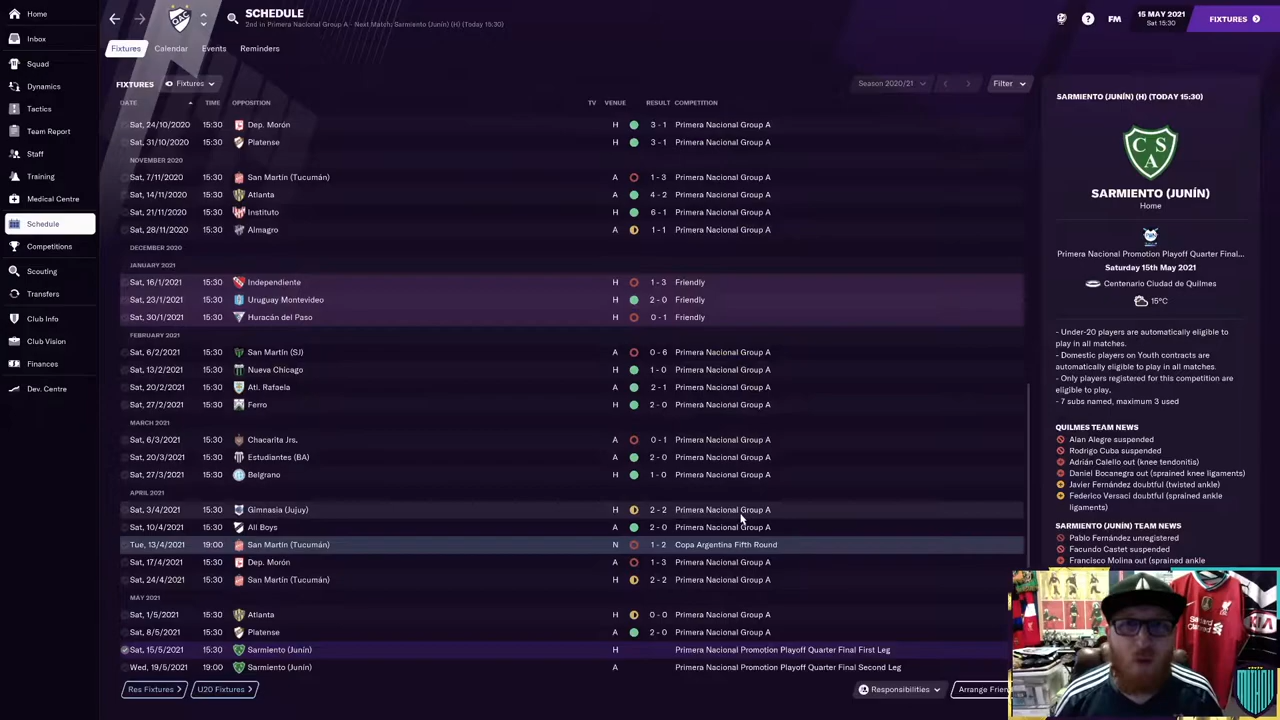 Home
Inbox
Squad
Dynamics
Tactics
Team Report
Staff
Training
Medical Centre
Schedule
Competitions
Scouting
Transfers
Club Info
Club Vision
Finances
Dev. Centre
QAC
SCHEDULE
2nd in Primera Nacional Group A - Next Match: Sarmiento (Junín) (H) (Today 15:30)
FM
15 MAY 2021
Sat 15:30
FIXTURES
Fixtures Calendar Events Reminders
FIXTURES Fixtures Season 2020/21 Filter
DATE TIME OPPOSITION TV VENUE RESULT COMPETITION
Sat, 24/10/2020 15:30 Dep. Morón H 3 - 1 Primera Nacional Group A
Sat, 31/10/2020 15:30 Platense H 3 - 1 Primera Nacional Group A
NOVEMBER 2020
Sat, 7/11/2020 15:30 San Martín (Tucumán) A 1 - 3 Primera Nacional Group A
Sat, 14/11/2020 15:30 Atlanta A 4 - 2 Primera Nacional Group A
Sat, 21/11/2020 15:30 Instituto H 6 - 1 Primera Nacional Group A
Sat, 28/11/2020 15:30 Almagro A 1 - 1 Primera Nacional Group A
DECEMBER 2020
JANUARY 2021
Sat, 16/1/2021 15:30 Independiente H 1 - 3 Friendly
Sat, 23/1/2021 15:30 Uruguay Montevideo H 2 - 0 Friendly
Sat, 30/1/2021 15:30 Huracán del Paso H 0 - 1 Friendly
FEBRUARY 2021
Sat, 6/2/2021 15:30 San Martín (SJ) A 0 - 6 Primera Nacional Group A
Sat, 13/2/2021 15:30 Nueva Chicago H 1 - 0 Primera Nacional Group A
Sat, 20/2/2021 15:30 Atl. Rafaela A 2 - 1 Primera Nacional Group A
Sat, 27/2/2021 15:30 Ferro H 2 - 0 Primera Nacional Group A
MARCH 2021
Sat, 6/3/2021 15:30 Chacarita Jrs. A 0 - 1 Primera Nacional Group A
Sat, 20/3/2021 15:30 Estudiantes (BA) A 2 - 0 Primera Nacional Group A
Sat, 27/3/2021 15:30 Belgrano H 1 - 0 Primera Nacional Group A
APRIL 2021
Sat, 3/4/2021 15:30 Gimnasia (Jujuy) H 2 - 2 Primera Nacional Group A
Sat, 10/4/2021 15:30 All Boys A 2 - 0 Primera Nacional Group A
Tue, 13/4/2021 19:00 San Martín (Tucumán) N 1 - 2 Copa Argentina Fifth Round
Sat, 17/4/2021 15:30 Dep. Morón A 1 - 3 Primera Nacional Group A
Sat, 24/4/2021 15:30 San Martín (Tucumán) H 2 - 2 Primera Nacional Group A
MAY 2021
Sat, 1/5/2021 15:30 Atlanta H 0 - 0 Primera Nacional Group A
Sat, 8/5/2021 15:30 Platense A 2 - 0 Primera Nacional Group A
Sat, 15/5/2021 15:30 Sarmiento (Junín) H Primera Nacional Promotion Playoff Quarter Final First Leg
Wed, 19/5/2021 19:00 Sarmiento (Junín) A Primera Nacional Promotion Playoff Quarter Final Second Leg
Res Fixtures U20 Fixtures Responsibilities Arrange Frien
SARMIENTO (JUNÍN) (H) (TODAY 15:30)
CSA
SARMIENTO (JUNÍN)
Home
Primera Nacional Promotion Playoff Quarter Final...
Saturday 15th May 2021
Centenario Ciudad de Quilmes
15°C
- Under-20 players are automatically eligible to
play in all matches.
- Domestic players on Youth contracts are
automatically eligible to play in all matches.
- Only players registered for this competition are
eligible to play.
- 7 subs named, maximum 3 used
QUILMES TEAM NEWS
Alan Alegre suspended
Rodrigo Cuba suspended
Adrián Calello out (knee tendonitis)
Daniel Bocanegra out (sprained knee ligaments)
Javier Fernández doubtful (twisted ankle)
Federico Versaci doubtful (sprained ankle
ligaments)
SARMIENTO (JUNÍN) TEAM NEWS
Pablo Fernández unregistered
Facundo Castet suspended
Francisco Molina out (sprained ankle
Standard
Chartered
KIA